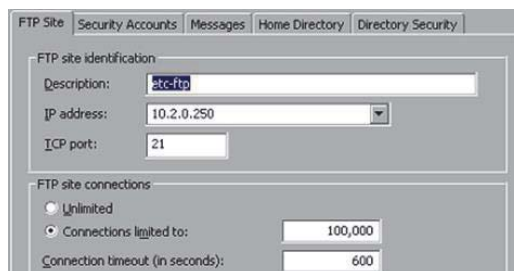 FTP Site Security Accounts Messages Home Directory Directory Security
FTP site identification
Description: etc-ftp
IP address: 10.2.0.250
TCP port: 21
FTP site connections
Unlimited
Connections limited to: 100,000
Connection timeout (in seconds): 600